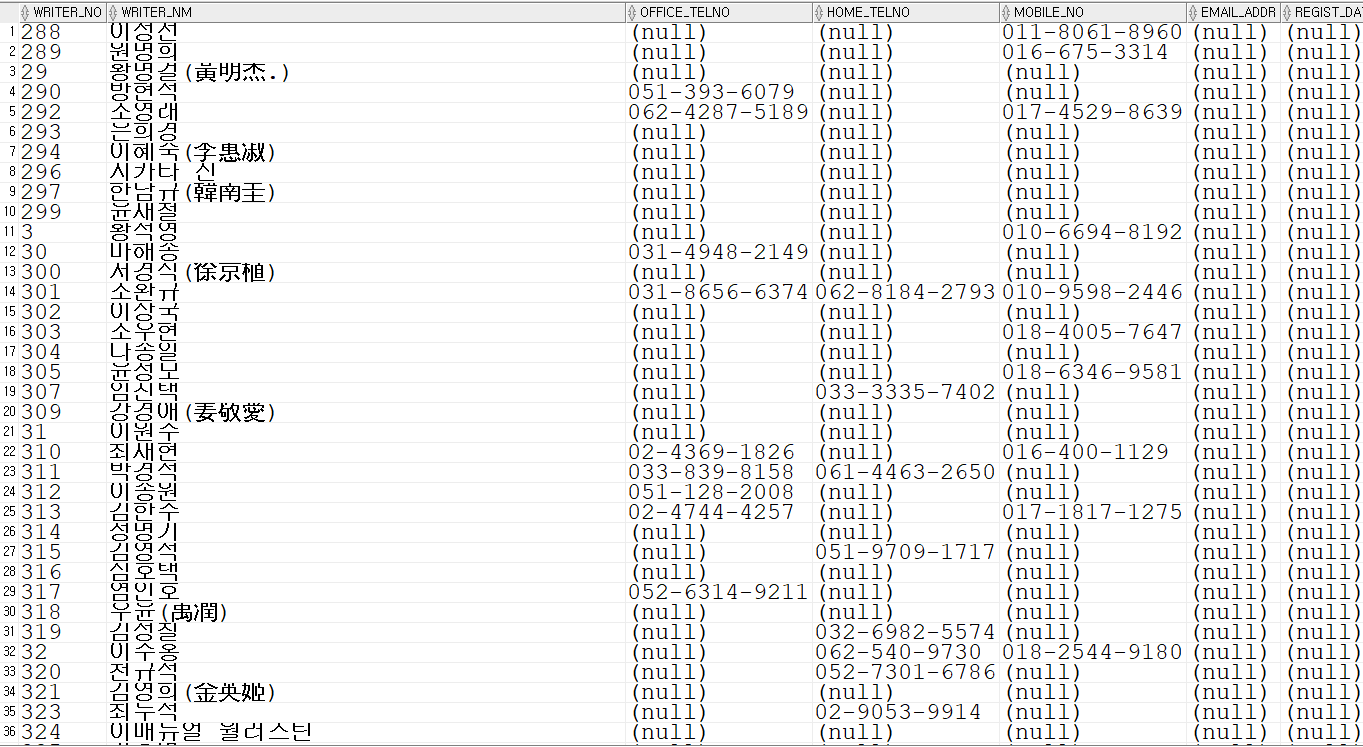 WRITER_NO WRITER_NM OFFICE_TELNO HOME_TELNO MOBILE_NO EMAIL_ADDR REGIST_DA
1 288 이성선 (null) (null) 011-8061-8960 (null) (null)
2 289 원명희 (null) (null) 016-675-3314 (null) (null)
3 29 황명걸(黃明杰.) (null) (null) (null) (null) (null)
4 290 방현석 051-393-6079 (null) (null) (null) (null)
5 292 소영래 062-4287-5189 (null) 017-4529-8639 (null) (null)
6 293 은희경 (null) (null) (null) (null) (null)
7 294 이혜숙(李惠淑) (null) (null) (null) (null) (null)
8 296 시카타 신 (null) (null) (null) (null) (null)
9 297 한남규(韓南圭) (null) (null) (null) (null) (null)
10 299 윤새절 (null) (null) (null) (null) (null)
11 3 황석영 (null) (null) 010-6694-8192 (null) (null)
12 30 마해송 031-4948-2149 (null) (null) (null) (null)
13 300 서경식(徐京植) (null) (null) (null) (null) (null)
14 301 소완규 031-8656-6374 062-8184-2793 010-9598-2446 (null) (null)
15 302 이상국 (null) (null) (null) (null) (null)
16 303 소우현 (null) (null) 018-4005-7647 (null) (null)
17 304 나송일 (null) (null) (null) (null) (null)
18 305 윤성모 (null) (null) 018-6346-9581 (null) (null)
19 307 임신택 (null) 033-3335-7402 (null) (null) (null)
20 309 강경애(姜敬愛) (null) (null) (null) (null) (null)
21 31 이원수 (null) (null) (null) (null) (null)
22 310 최새현 02-4369-1826 (null) 016-400-1129 (null) (null)
23 311 박경석 033-839-8158 061-4463-2650 (null) (null) (null)
24 312 이종원 051-128-2008 (null) (null) (null) (null)
25 313 김한수 02-4744-4257 (null) 017-1817-1275 (null) (null)
26 314 성명기 (null) (null) (null) (null) (null)
27 315 김영석 (null) 051-9709-1717 (null) (null) (null)
28 316 심호택 (null) (null) (null) (null) (null)
29 317 염인호 052-6314-9211 (null) (null) (null) (null)
30 318 우윤(禹潤) (null) (null) (null) (null) (null)
31 319 김성칠 (null) 032-6982-5574 (null) (null) (null)
32 32 이수옹 (null) 062-540-9730 018-2544-9180 (null) (null)
33 320 전규석 (null) 052-7301-6786 (null) (null) (null)
34 321 김영희(金英姬) (null) (null) (null) (null) (null)
35 323 최두석 (null) 02-9053-9914 (null) (null) (null)
36 324 이매뉴얼 월러스틴 (null) (null) (null) (null) (null)